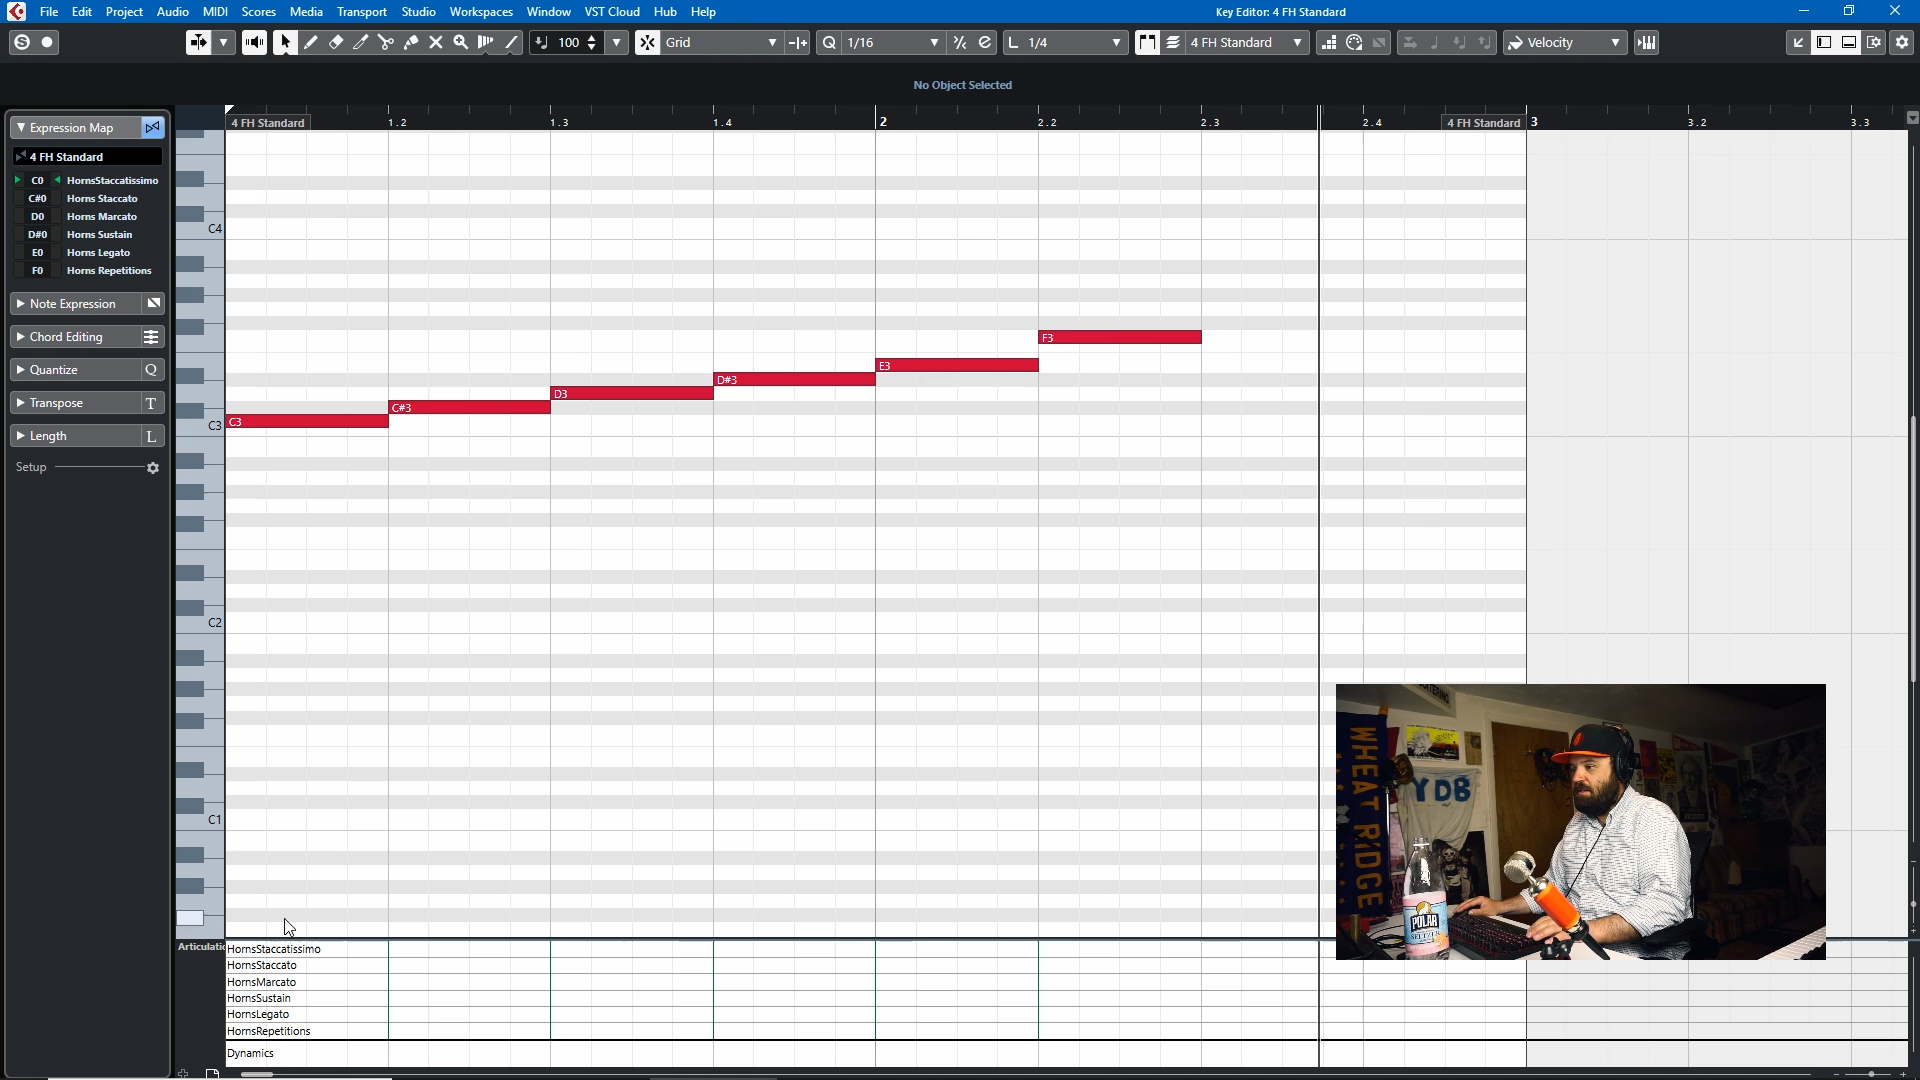 File Edit Project Audio MIDI Scores Media Transport Studio Workspaces Window VST Cloud Hub Help
Key Editor: 4 FH Standard
S 100 Grid Q 1/16 L 1/4 4 FH Standard Velocity
No Object Selected
4 FH Standard 1.2 1.3 1.4 2 2.2 2.3 2.4 4 FH Standard 3 3.2 3.3
Expression Map
4 FH Standard
C0 HornsStaccatissimo
C#0 Horns Staccato
D0 Horns Marcato
D#0 Horns Sustain
E0 Horns Legato
F0 Horns Repetitions
Note Expression
Chord Editing
Quantize Q
Transpose T
Length L
Setup
C4
F3
E3
D#3
D3
C#3
C3
C3
C2
C1
WHEAT RIDGE
YDB
POLAR
SELTZER
Articulatio
HornsStaccatissimo
HornsStaccato
HornsMarcato
HornsSustain
HornsLegato
HornsRepetitions
Dynamics